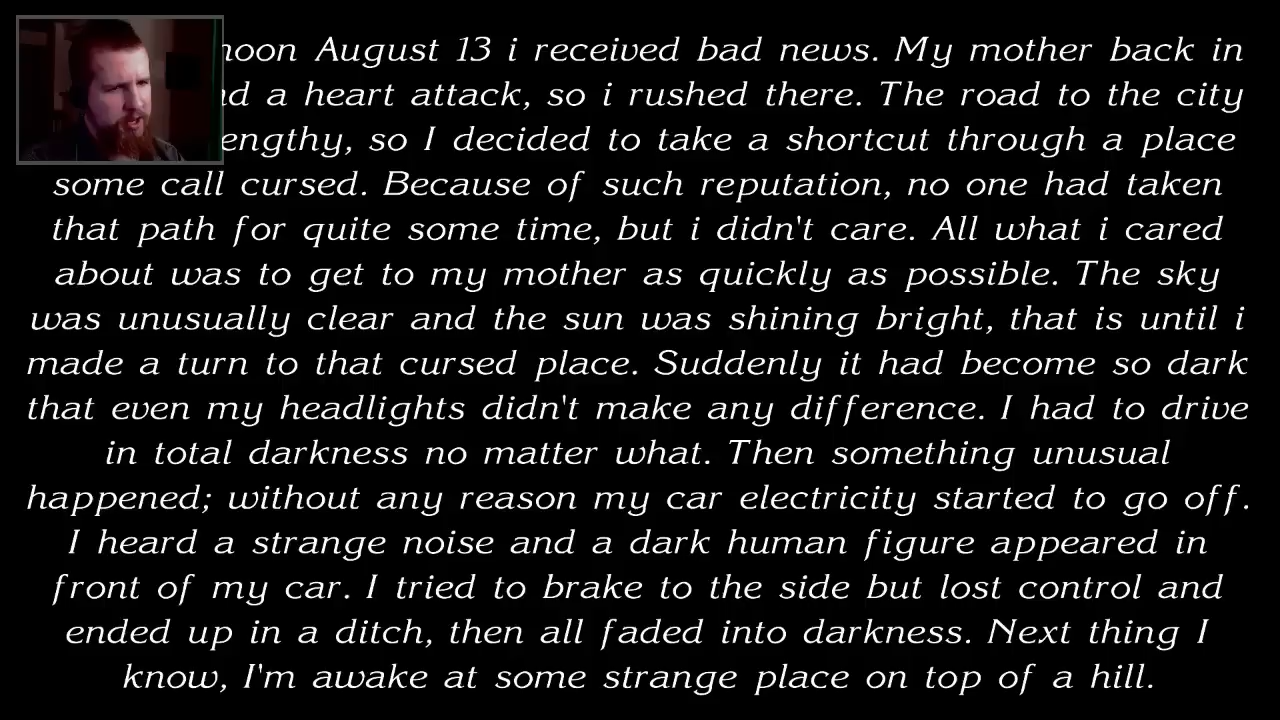 noon August 13 i received bad news. My mother back in
a heart attack, so i rushed there. The road to the city
engthy, so I decided to take a shortcut through a place
some call cursed. Because of such reputation, no one had taken
that path for quite some time, but i didn't care. All what i cared
about was to get to my mother as quickly as possible. The sky
was unusually clear and the sun was shining bright, that is until i
made a turn to that cursed place. Suddenly it had become so dark
that even my headlights didn't make any difference. I had to drive
in total darkness no matter what. Then something unusual
happened; without any reason my car electricity started to go off.
I heard a strange noise and a dark human figure appeared in
front of my car. I tried to brake to the side but lost control and
ended up in a ditch, then all faded into darkness. Next thing I
know, I'm awake at some strange place on top of a hill.